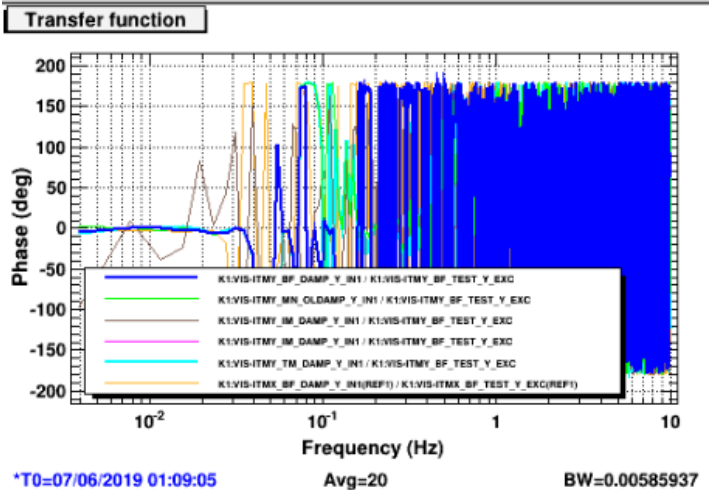 Transfer function
200
150
100
50
0
-50
-100
-150
-200
Phase (deg)
K1:VIS-ITMY_BF_DAMP_Y_IN1 / K1:VIS-ITMY_BF_TEST_Y_EXC
K1:VIS-ITMY_MN_OLDAMP_Y_IN1 / K1:VIS-ITMY_BF_TEST_Y_EXC
K1:VIS-ITMY_IM_DAMP_Y_IN1 / K1:VIS-ITMY_BF_TEST_Y_EXC
K1:VIS-ITMY_IM_DAMP_Y_IN1 / K1:VIS-ITMY_BF_TEST_Y_EXC
K1:VIS-ITMY_TM_DAMP_Y_IN1 / K1:VIS-ITMY_BF_TEST_Y_EXC
K1:VIS-ITMX_BF_DAMP_Y_IN1(REF1) / K1:VIS-ITMX_BF_TEST_Y_EXC(REF1)
10⁻² 10⁻¹ 1 10
Frequency (Hz)
*T0=07/06/2019 01:09:05 Avg=20 BW=0.00585937